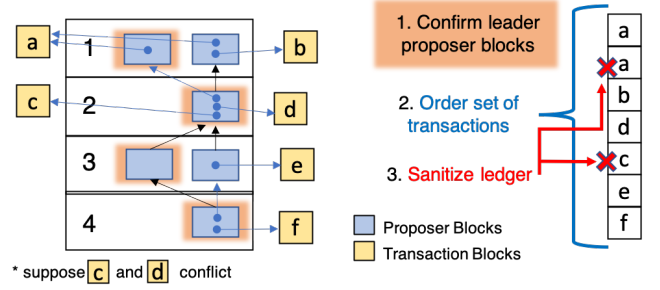 a
1
b
c
2
d
3
e
4
f
* suppose c and d conflict
1. Confirm leader
proposer blocks
2. Order set of
transactions
3. Sanitize ledger
Proposer Blocks
Transaction Blocks
a
a
b
d
c
e
f